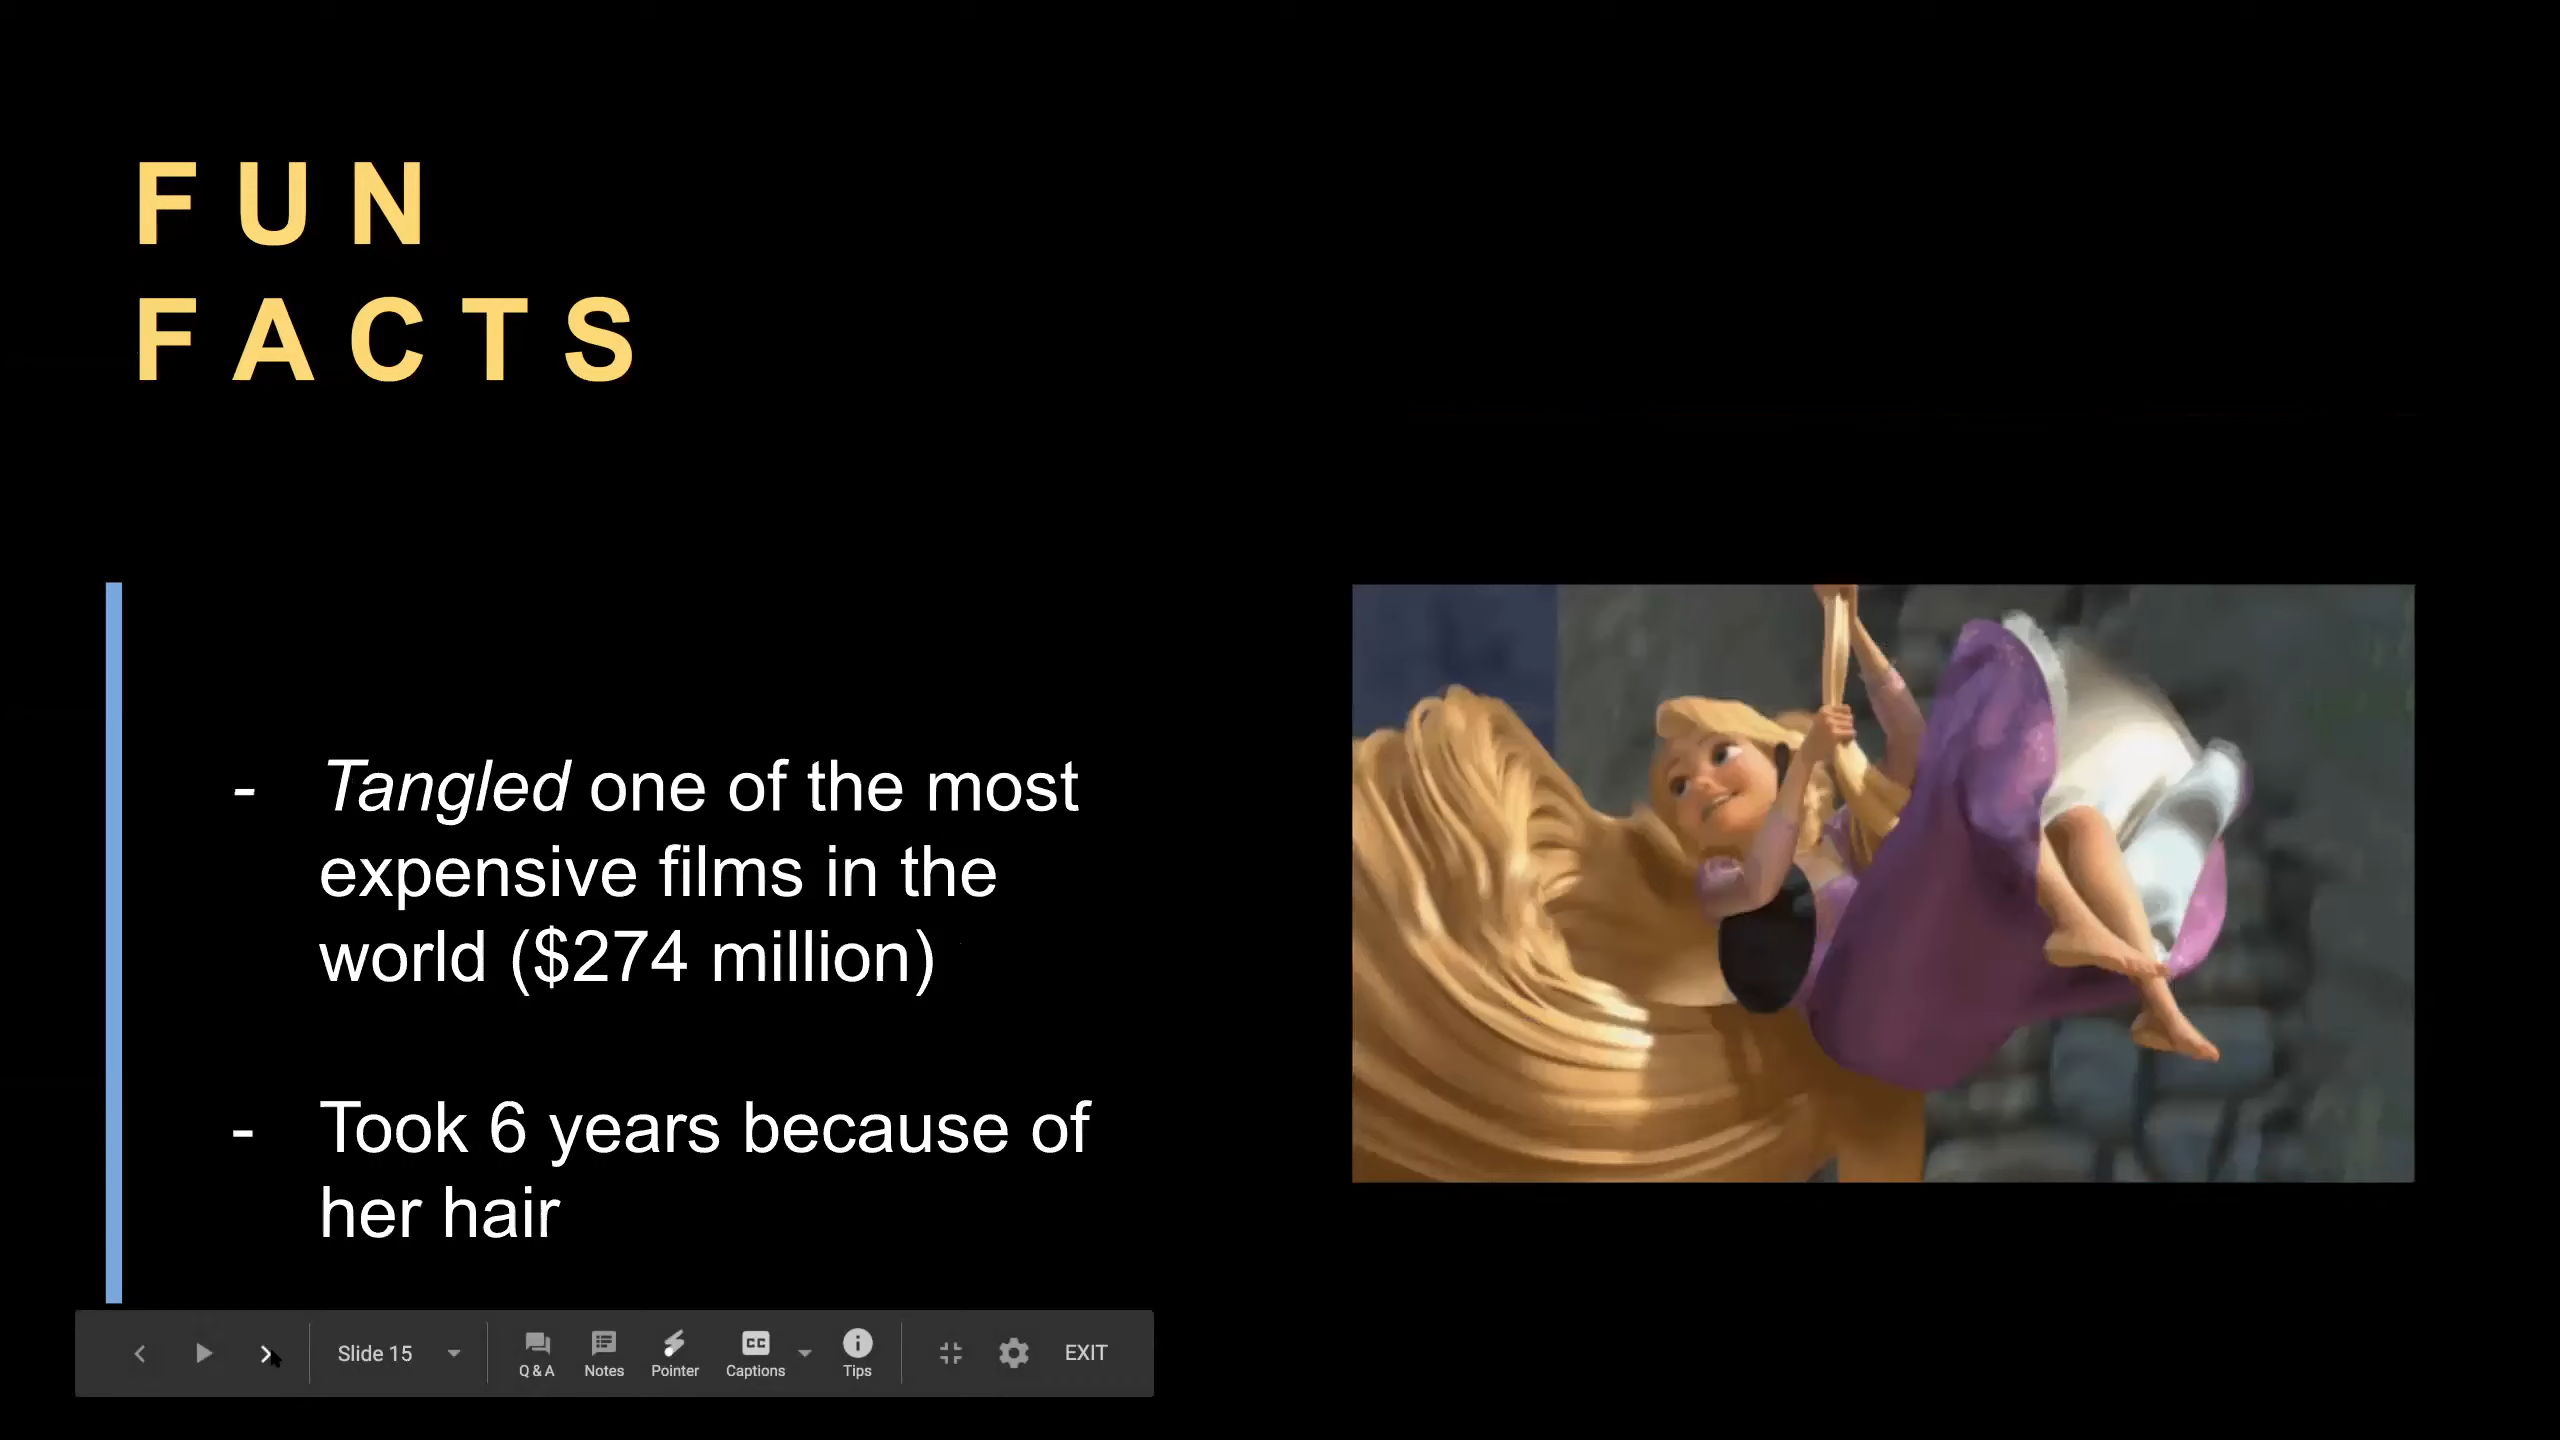 FUN
FACTS
- Tangled one of the most
expensive films in the
world ($274 million)
- Took 6 years because of
her hair
Slide 15
Q & A
Notes
Pointer
CC
Captions
Tips
EXIT